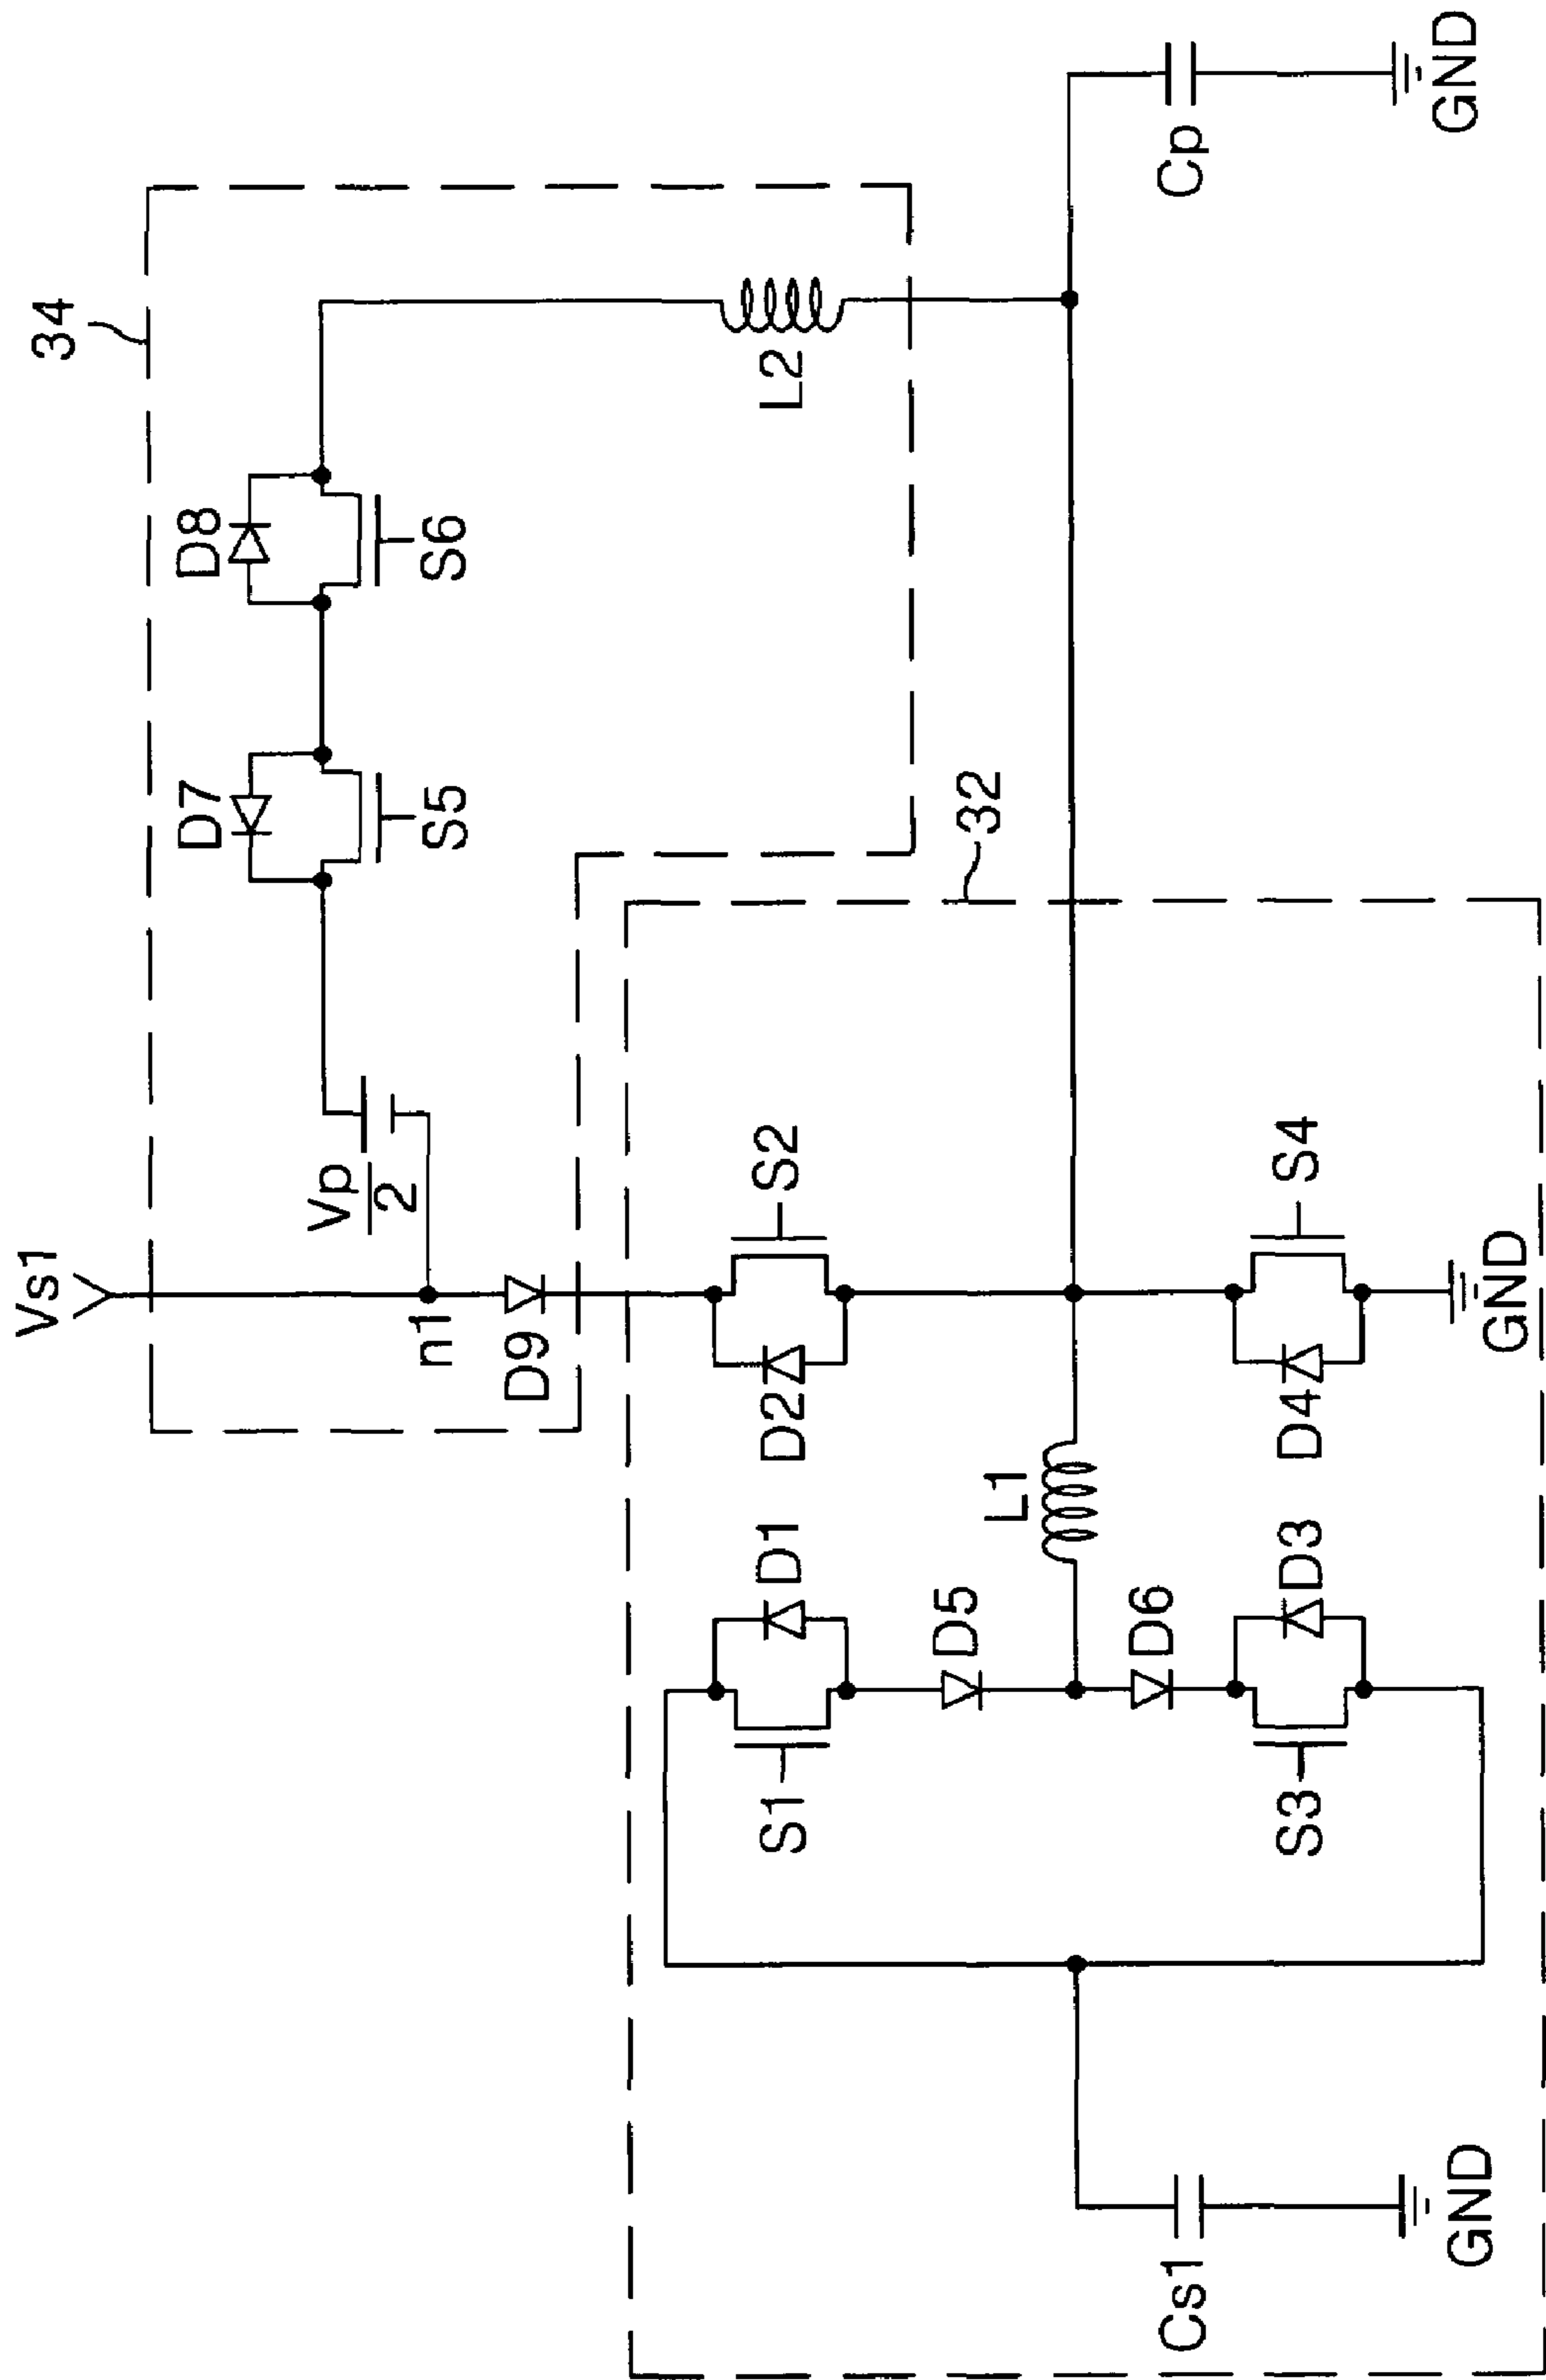 Vs1
34
n1
D9
Vp
2
D7
S5
D8
S6
L2
32
S1
D1
D2
S2
D5
L1
D6
S3
D3
D4
S4
Cs1
GND
GND
Cp
GND